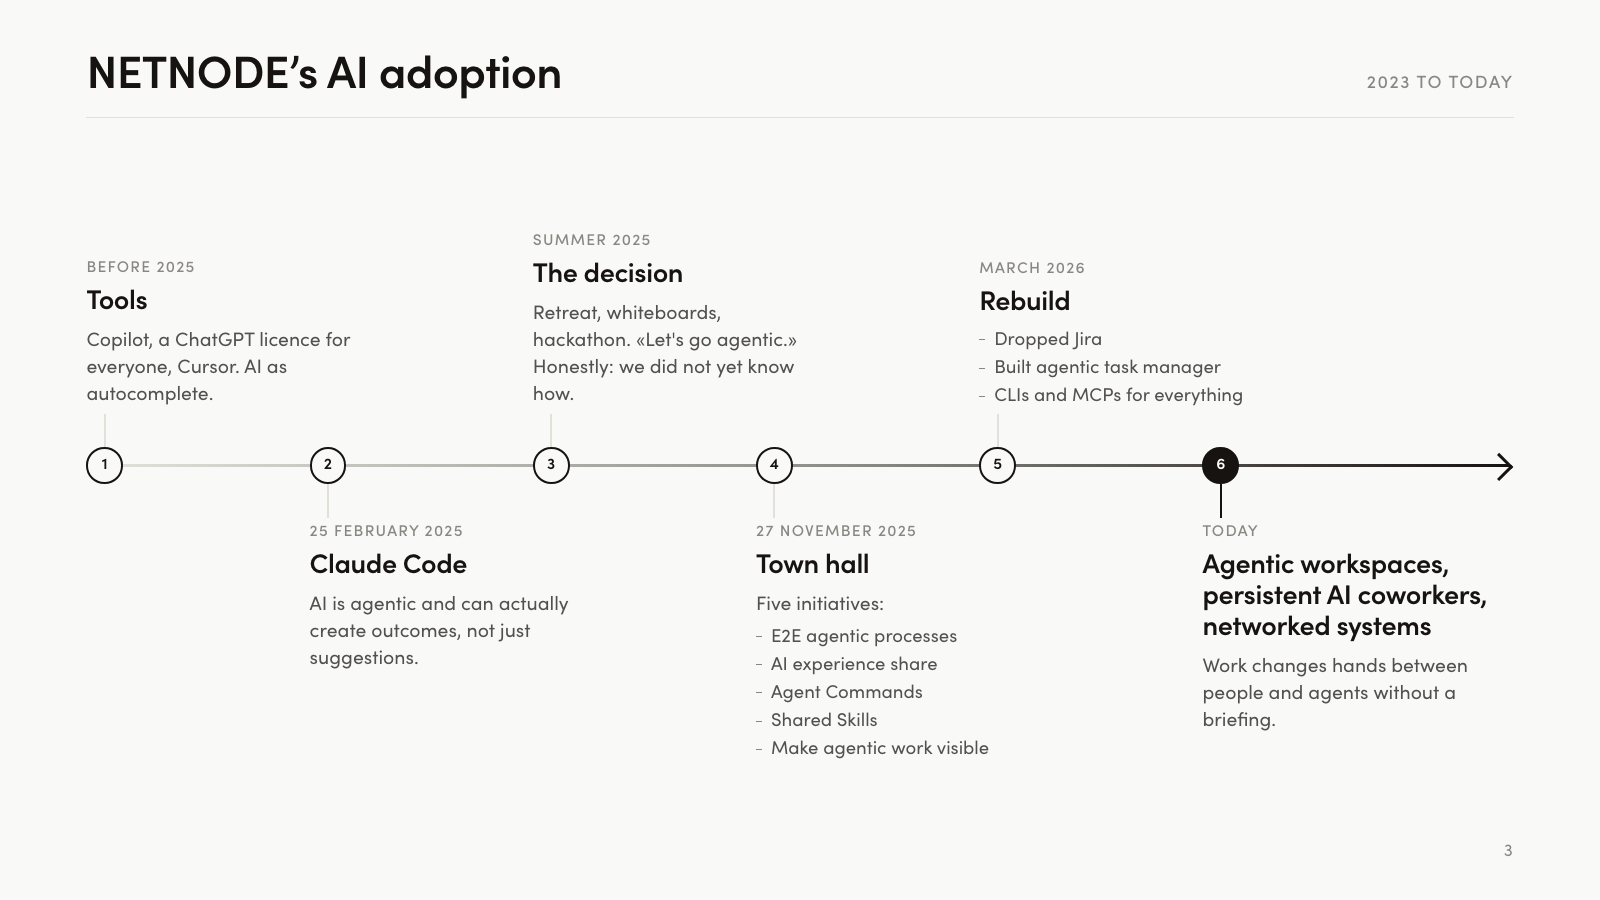 NETNODE’s AI adoption
2023 TO TODAY
BEFORE 2025
Tools
Copilot, a ChatGPT licence for
everyone, Cursor. AI as
autocomplete.
SUMMER 2025
The decision
Retreat, whiteboards,
hackathon. «Let's go agentic.»
Honestly: we did not yet know
how.
MARCH 2026
Rebuild
- Dropped Jira
- Built agentic task manager
- CLIs and MCPs for everything
1
2
3
4
5
6
25 FEBRUARY 2025
Claude Code
AI is agentic and can actually
create outcomes, not just
suggestions.
27 NOVEMBER 2025
Town hall
Five initiatives:
- E2E agentic processes
- AI experience share
- Agent Commands
- Shared Skills
- Make agentic work visible
TODAY
Agentic workspaces,
persistent AI coworkers,
networked systems
Work changes hands between
people and agents without a
briefing.
3